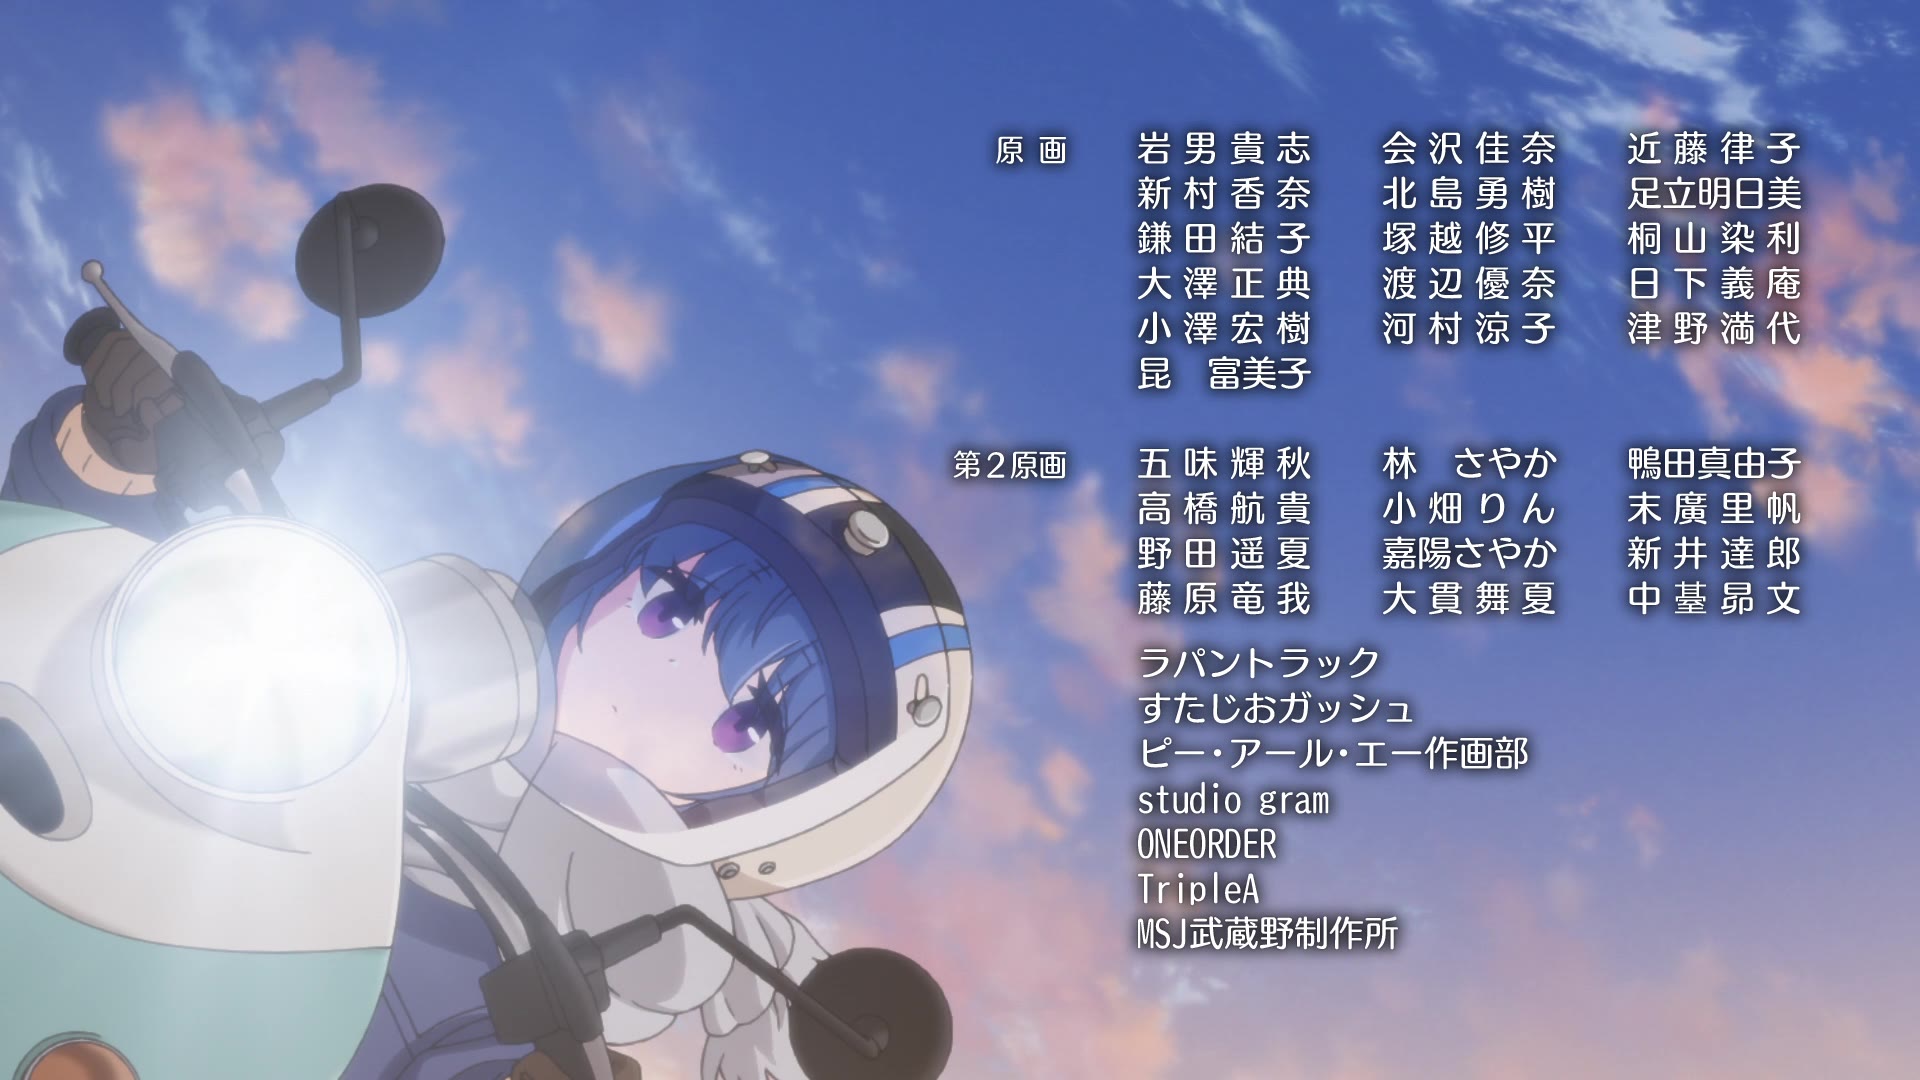 原画 岩男貴志 会沢佳奈 近藤律子
新村香奈 北島勇樹 足立明日美
鎌田結子 塚越修平 桐山染利
大澤正典 渡辺優奈 日下義庵
小澤宏樹 河村涼子 津野満代
昆 富美子
第2原画 五味輝秋 林 さやか 鴨田真由子
高橋航貴 小畑りん 末廣里帆
野田遥夏 嘉陽さやか 新井達郎
藤原竜我 大貫舞夏 中墓昴文
ラパントラック
すたじおガッシュ
ピー・アール・エー作画部
studio gram
ONEORDER
TripleA
MSJ武蔵野制作所